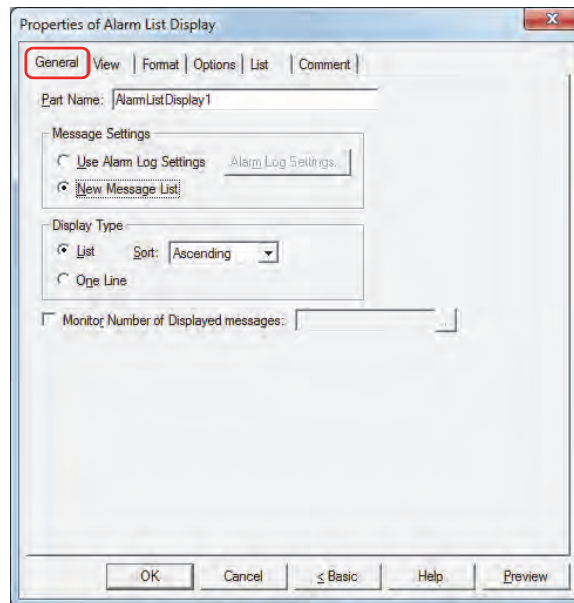 Properties of Alarm List Display
General View Format Options List Comment
Part Name: AlarmListDisplay1
Message Settings
Use Alarm Log Settings Alarm Log Settings...
New Message List
Display Type
List Sort: Ascending
One Line
Monitor Number of Displayed messages: ...
OK Cancel < Basic Help Preview